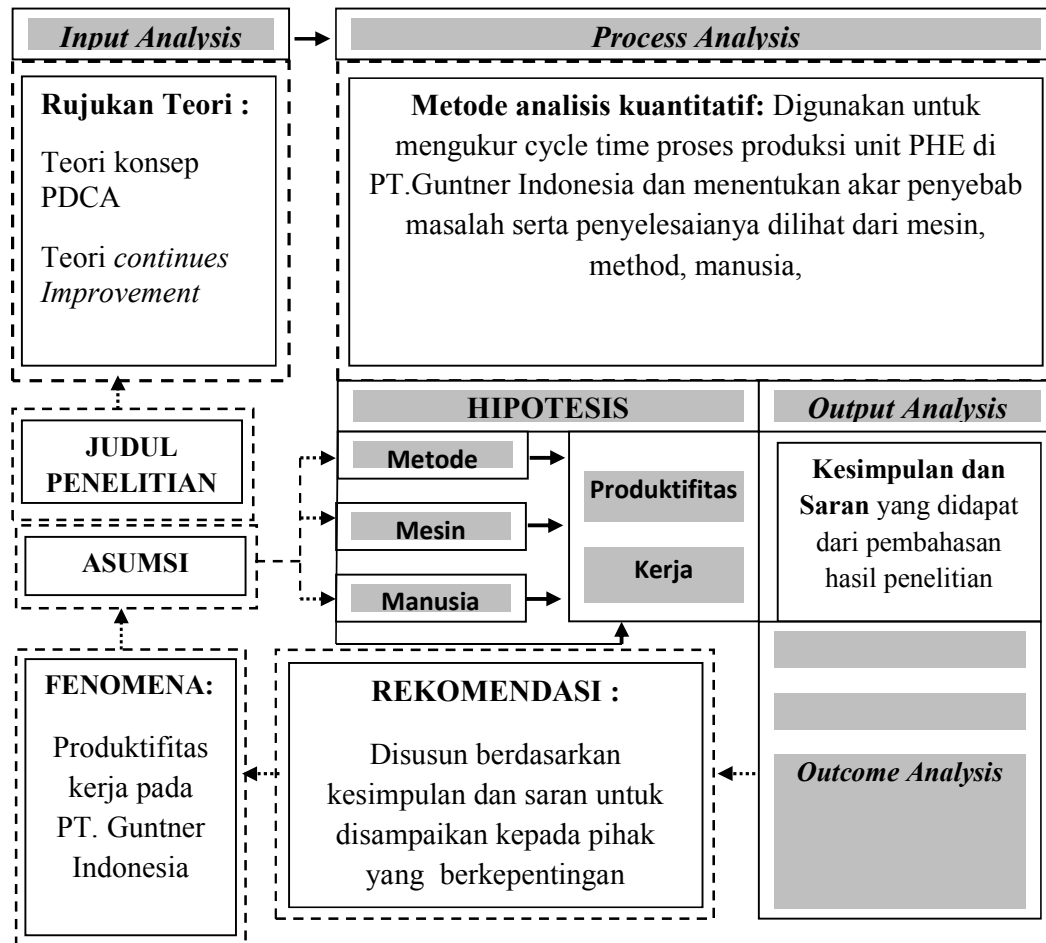 Input Analysis
Process Analysis
Rujukan Teori :
Teori konsep
PDCA
Teori continues
Improvement
Metode analisis kuantitatif: Digunakan untuk
mengukur cycle time proses produksi unit PHE di
PT.Guntner Indonesia dan menentukan akar penyebab
masalah serta penyelesaianya dilihat dari mesin,
method, manusia,
JUDUL
PENELITIAN
ASUMSI
HIPOTESIS
Metode
Mesin
Manusia
Produktifitas
Kerja
Output Analysis
Kesimpulan dan
Saran yang didapat
dari pembahasan
hasil penelitian
FENOMENA:
Produktifitas
kerja pada
PT. Guntner
Indonesia
REKOMENDASI :
Disusun berdasarkan
kesimpulan dan saran untuk
disampaikan kepada pihak
yang berkepentingan
Outcome Analysis